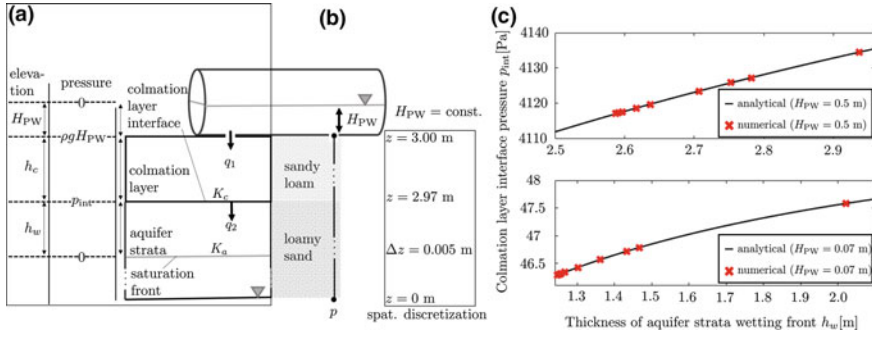 (a)
(b)
(c)
eleva-
tion
pressure
colmation
layer
interface
0
H_PW
ρgH_PW
H_PW
H_PW = const.
z = 3.00 m
q₁
h_c
colmation
layer
sandy
loam
K_c
p_int
z = 2.97 m
q₂
h_w
aquifer
strata
K_a
loamy
sand
Δz = 0.005 m
0
saturation
front
z = 0 m
p
spat. discretization
Colmation layer interface pressure p_int[Pa]
4140
4130
4120
4110
analytical (H_PW = 0.5 m)
numerical (H_PW = 0.5 m)
2.5 2.6 2.7 2.8 2.9
48
47.5
47
46.5
analytical (H_PW = 0.07 m)
numerical (H_PW = 0.07 m)
1.3 1.4 1.5 1.6 1.7 1.8 1.9 2.0
Thickness of aquifer strata wetting front h_w[m]